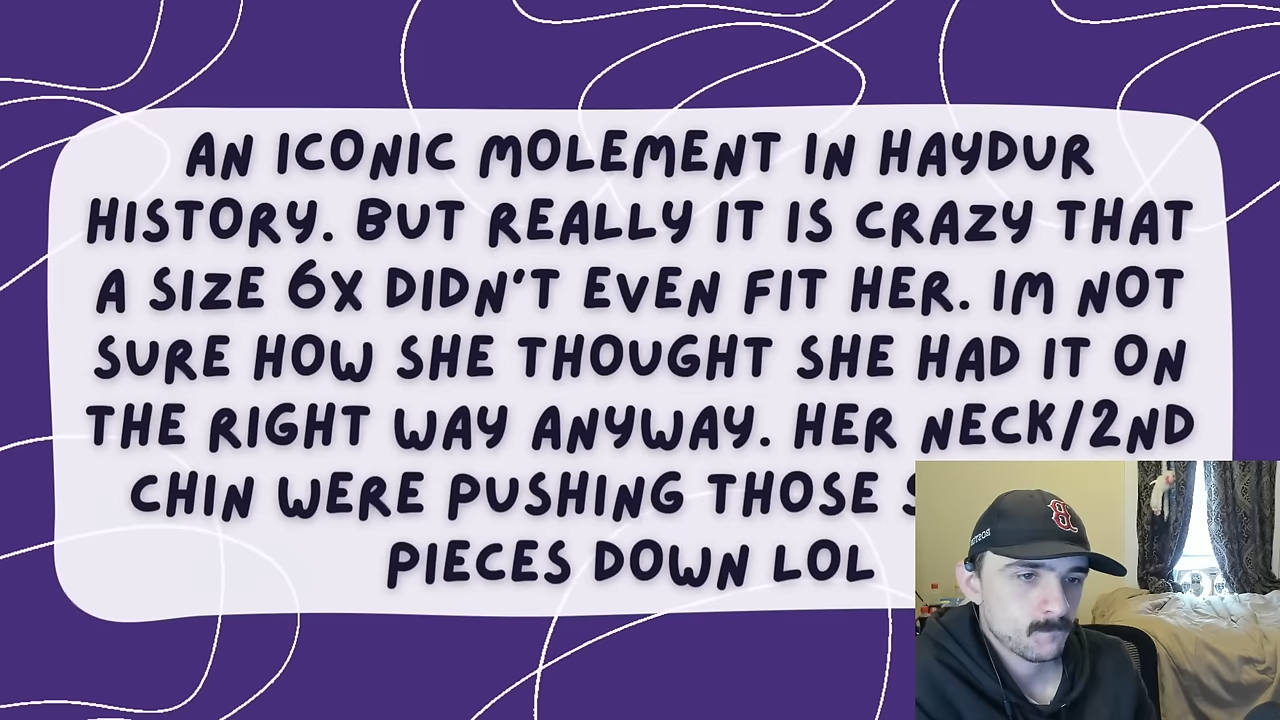 AN ICONIC MOLEMENT IN HAYDUR
HISTORY. BUT REALLY IT IS CRAZY THAT
A SIZE 6X DIDN'T EVEN FIT HER. IM NOT
SURE HOW SHE THOUGHT SHE HAD IT ON
THE RIGHT WAY ANYWAY. HER NECK/2ND
CHIN WERE PUSHING THOSE
PIECES DOWN LOL
B
BOSTON